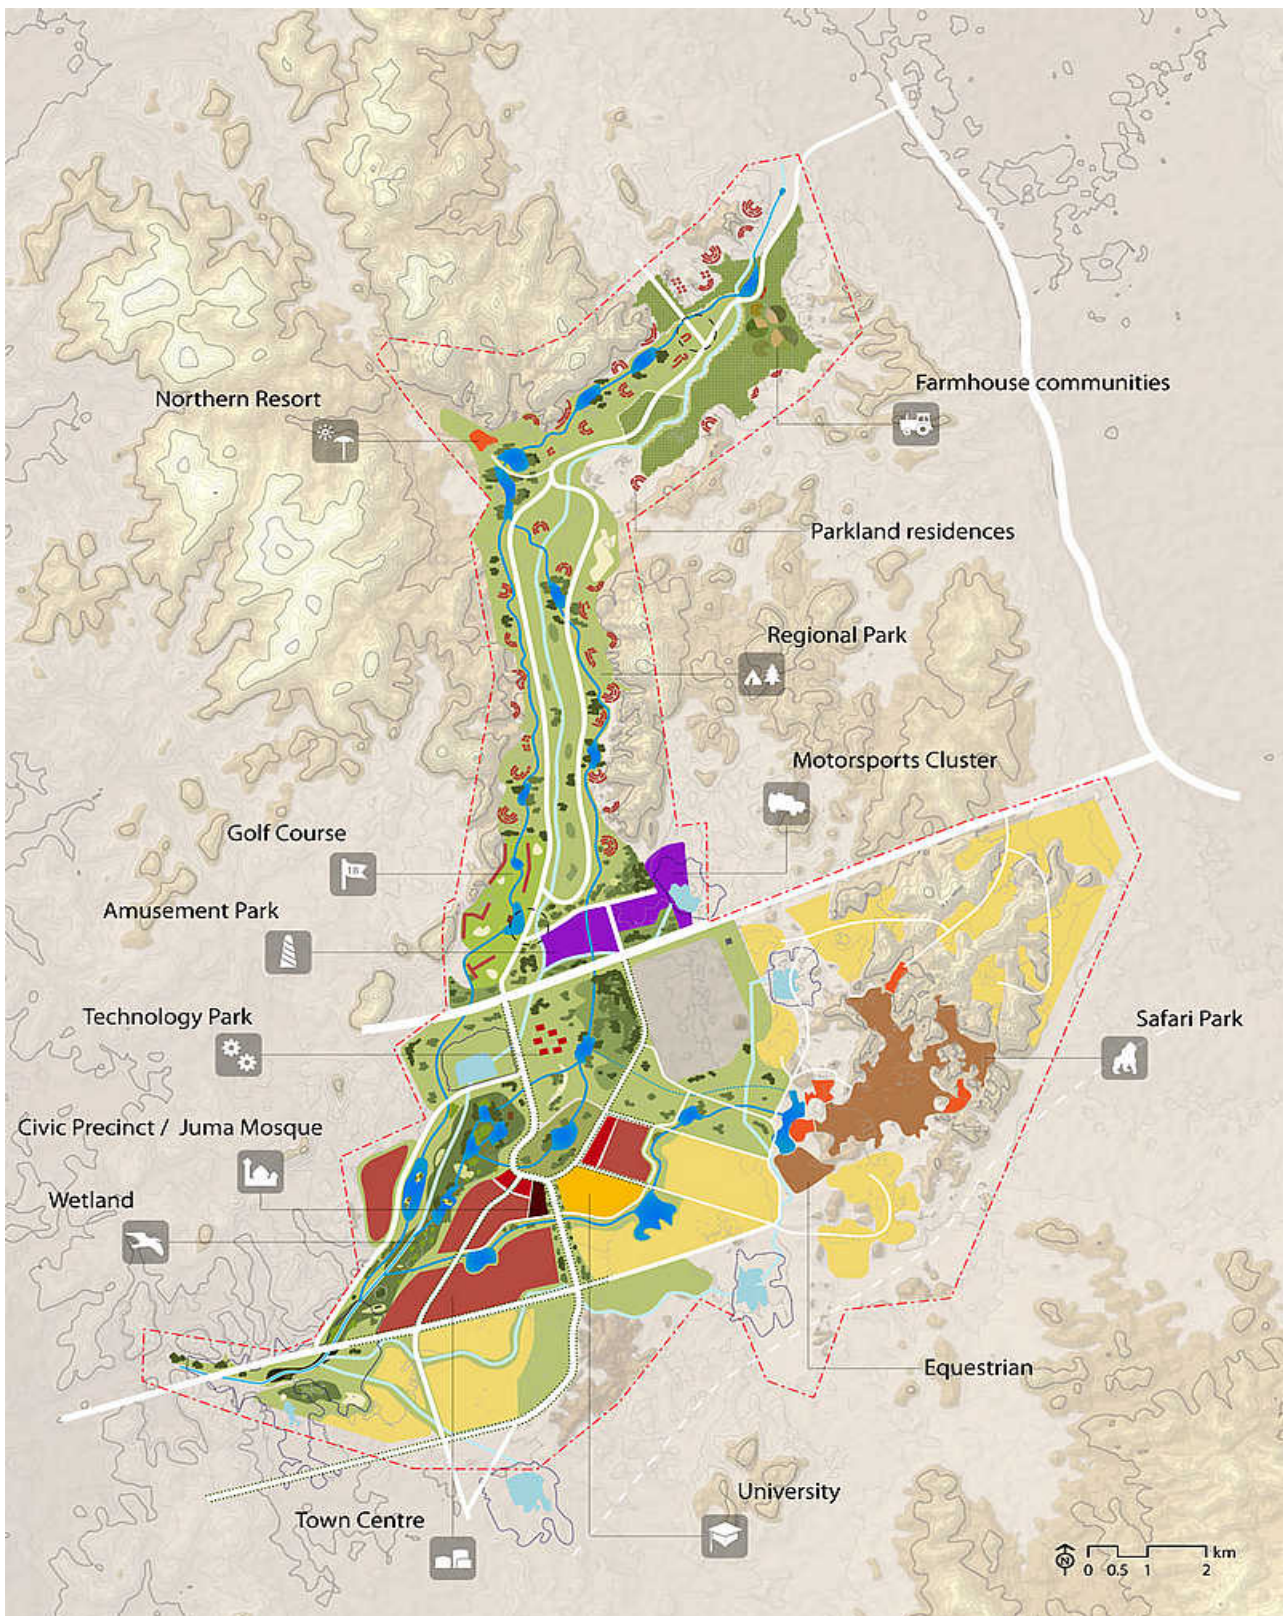 Northern Resort
Farmhouse communities
Parkland residences
Regional Park
Motorsports Cluster
Golf Course
18
Amusement Park
Technology Park
Safari Park
Civic Precinct / Juma Mosque
Wetland
Equestrian
University
Town Centre
N
km
0 0.5 1 2